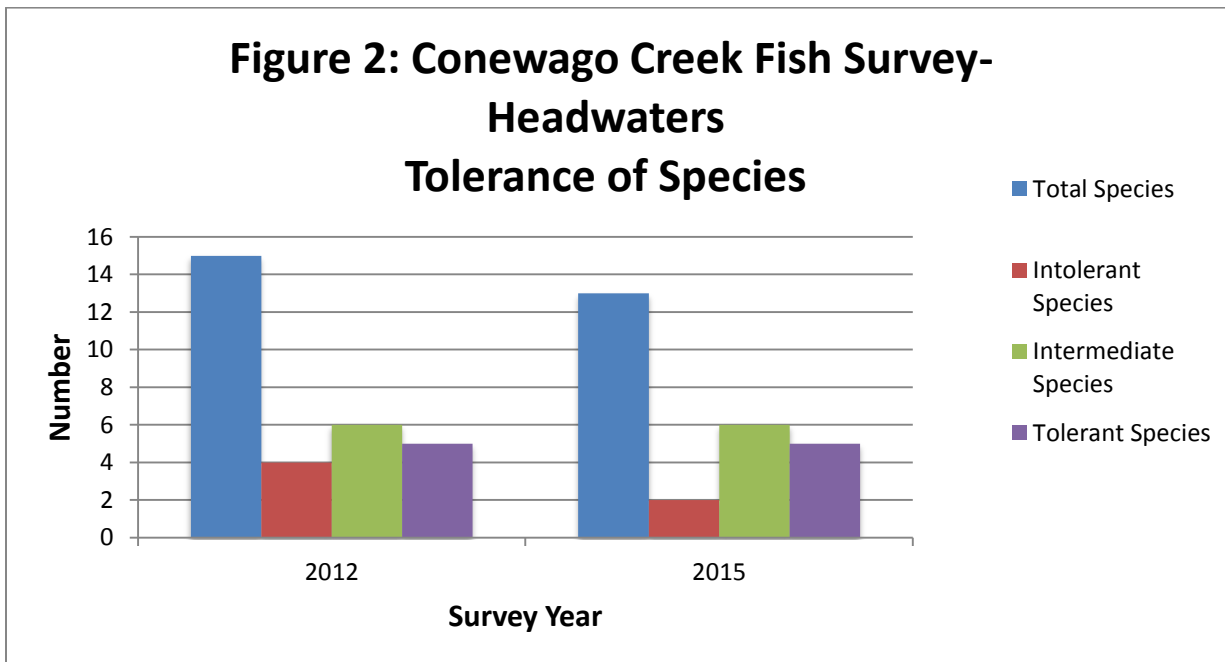 Figure 2: Conewago Creek Fish Survey-
Headwaters
Tolerance of Species
Total Species
Intolerant
Species
Intermediate
Species
Tolerant Species
Number
16
14
12
10
8
6
4
2
0
2012 2015
Survey Year